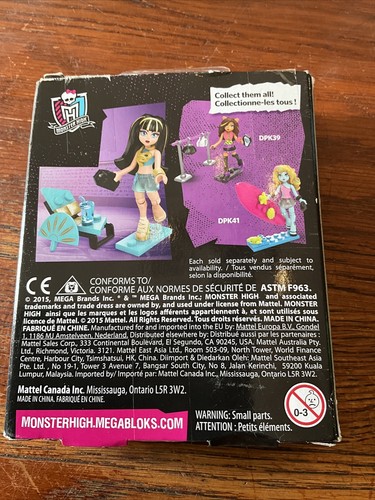 MONSTER HIGH
Collect them all!
Collectionne-les tous !
DPK39
DPK41
Each sold separately and subject to
availability. / Tous vendus séparément,
selon la disponibilité.
CE CONFORMS TO/
CONFORME AUX NORMES DE SÉCURITÉ DE ASTM F963.
© 2015, MEGA Brands Inc. ® & ™ MEGA Brands Inc.; MONSTER HIGH and associated
trademarks and trade dress are owned by, and used under license from Mattel. MONSTER
HIGH ainsi que les marques et les logos afférents appartiennent à, et sont utilisés sous
licence de Mattel. © 2015 Mattel. All Rights Reserved. Tous droits réservés. MADE IN CHINA.
FABRIQUÉ EN CHINE. Manufactured for and imported into the EU by: Mattel Europa B.V., Gondel
1, 1186 MJ Amstelveen, Nederland. Distributed elsewhere by/ Distribué aussi par les partenaires :
Mattel Sales Corp., 333 Continental Boulevard, El Segundo, CA 90245, USA. Mattel Australia Pty.
Ltd., Richmond, Victoria. 3121. Mattel East Asia Ltd., Room 503-09, North Tower, World Finance
Centre, Harbour City, Tsimshatsui, HK, China. Diimport & Diedarkan Oleh: Mattel Southeast Asia
Pte. Ltd., No 19-1, Tower 3 Avenue 7, Bangsar South City, No 8, Jalan Kerinchi, 59200 Kuala
Lumpur, Malaysia. imported by/ Importé par: Mattel Canada Inc., Mississauga, Ontario L5R 3W2.
Mattel Canada Inc. Mississauga, Ontario L5R 3W2.
MADE IN CHINA. FABRIQUÉ EN CHINE.
MONSTERHIGH.MEGABLOKS.COM
WARNING: Small parts.
ATTENTION : Petits éléments.
0-3